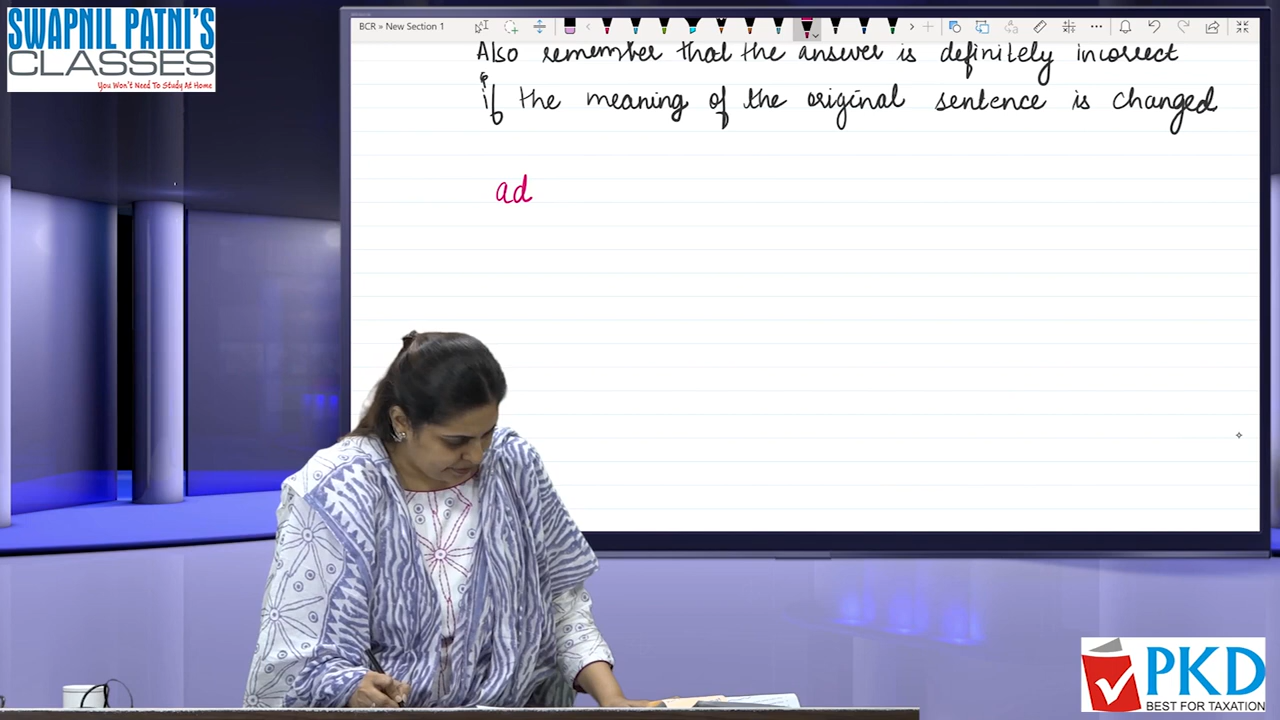 SWAPNIL PATNI'S
CLASSES
You Won't Need To Study At Home
BCR » New Section 1
Also remember that the answer is definitely incorrect
if the meaning of the original sentence is changed
ad
PKD
BEST FOR TAXATION